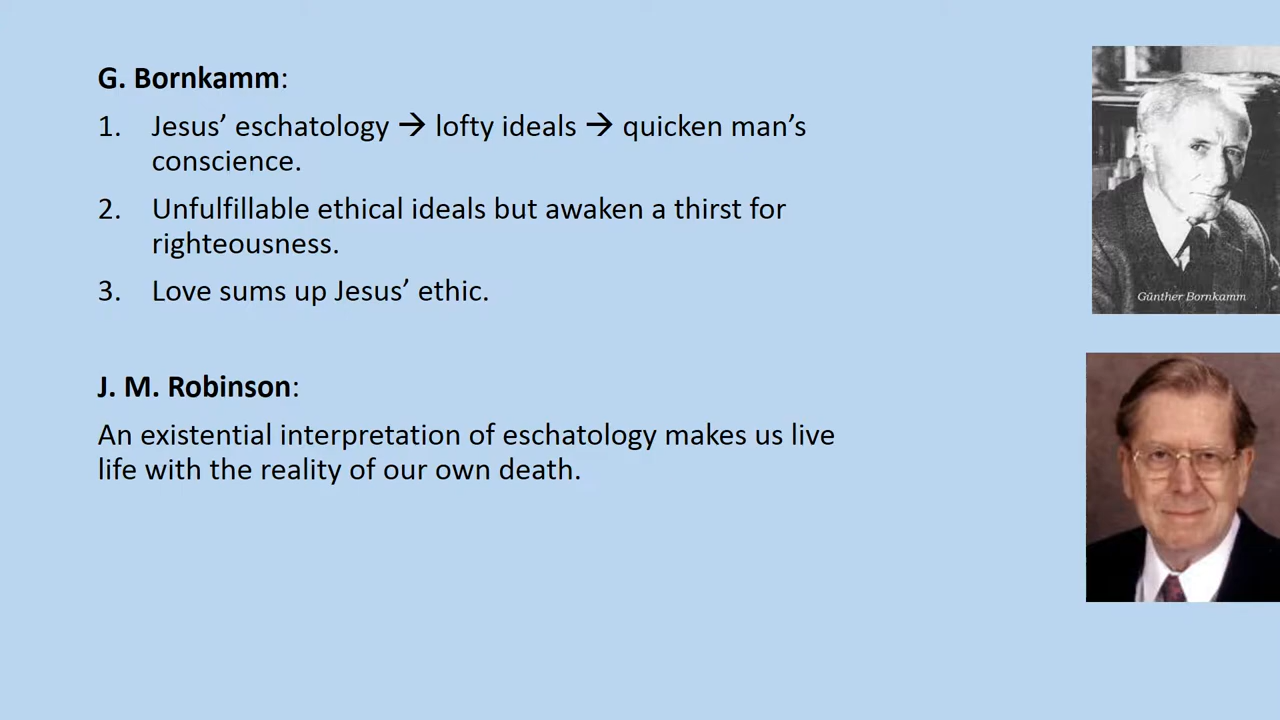 G. Bornkamm:
1. Jesus’ eschatology → lofty ideals → quicken man’s
conscience.
2. Unfulfillable ethical ideals but awaken a thirst for
righteousness.
3. Love sums up Jesus’ ethic.
Günther Bornkamm
J. M. Robinson:
An existential interpretation of eschatology makes us live
life with the reality of our own death.